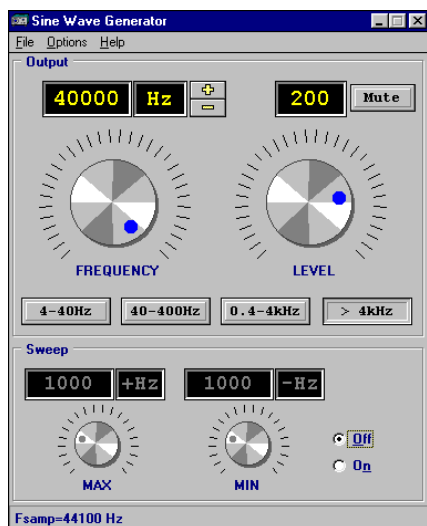 Sine Wave Generator
File Options Help
Output
40000 Hz 200 Mute
FREQUENCY LEVEL
4-40Hz 40-400Hz 0.4-4kHz > 4kHz
Sweep
1000 +Hz 1000 -Hz
Off
On
MAX MIN
Fsamp=44100 Hz